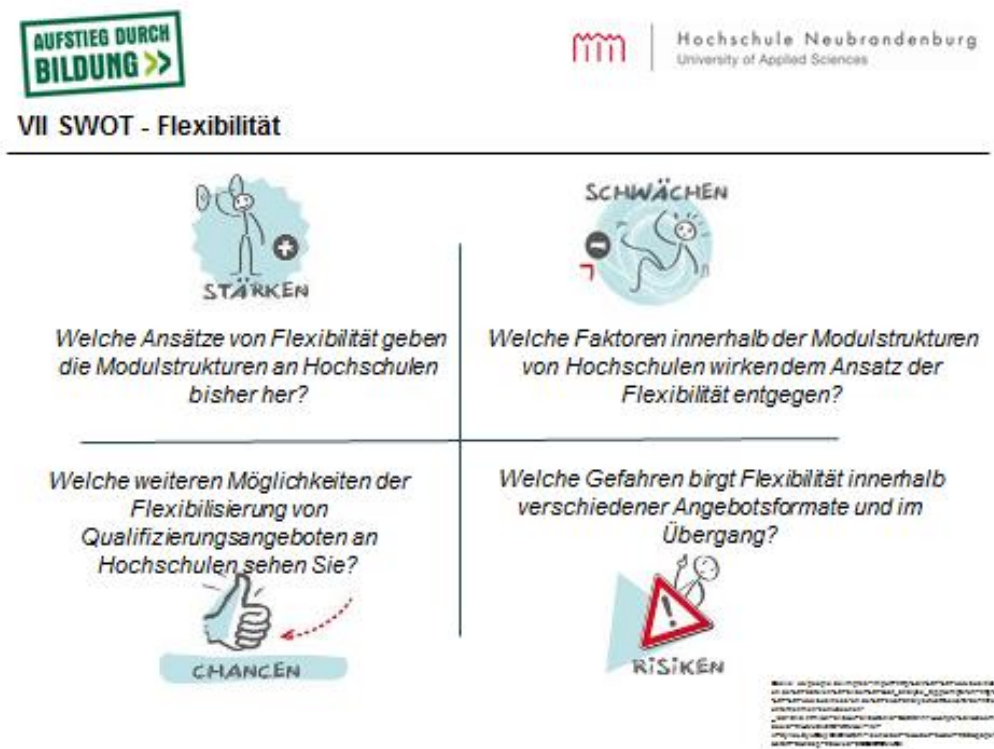 AUFSTIEG DURCH
BILDUNG >>
Hochschule Neubrandenburg
University of Applied Sciences
VII SWOT - Flexibilität
STÄRKEN
Welche Ansätze von Flexibilität geben
die Modulstrukturen an Hochschulen
bisher her?
SCHWÄCHEN
Welche Faktoren innerhalb der Modulstrukturen
von Hochschulen wirken dem Ansatz der
Flexibilität entgegen?
Welche weiteren Möglichkeiten der
Flexibilisierung von
Qualifizierungsangeboten an
Hochschulen sehen Sie?
CHANCEN
Welche Gefahren birgt Flexibilität innerhalb
verschiedener Angebotsformate und im
Übergang?
RISIKEN